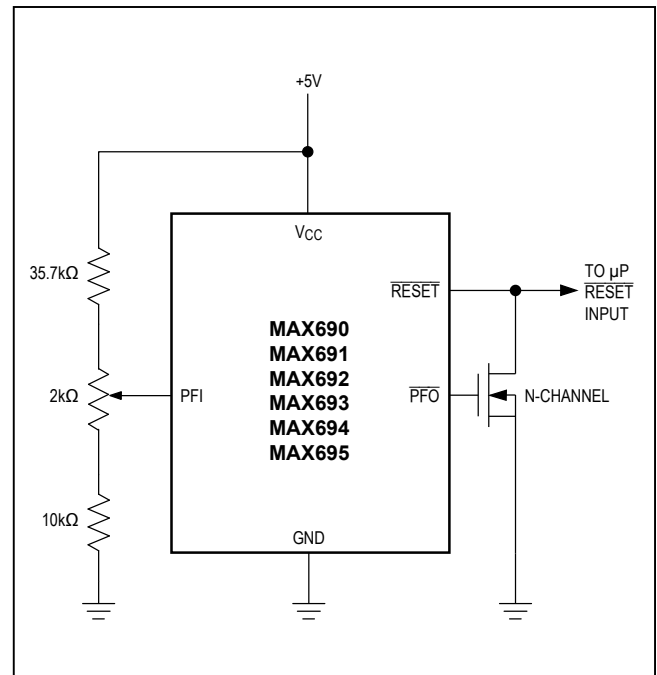 +5V
VCC
35.7kΩ
RESET
TO µP
RESET
INPUT
MAX690
MAX691
MAX692
MAX693
MAX694
MAX695
2kΩ
PFI
PFO
N-CHANNEL
10kΩ
GND